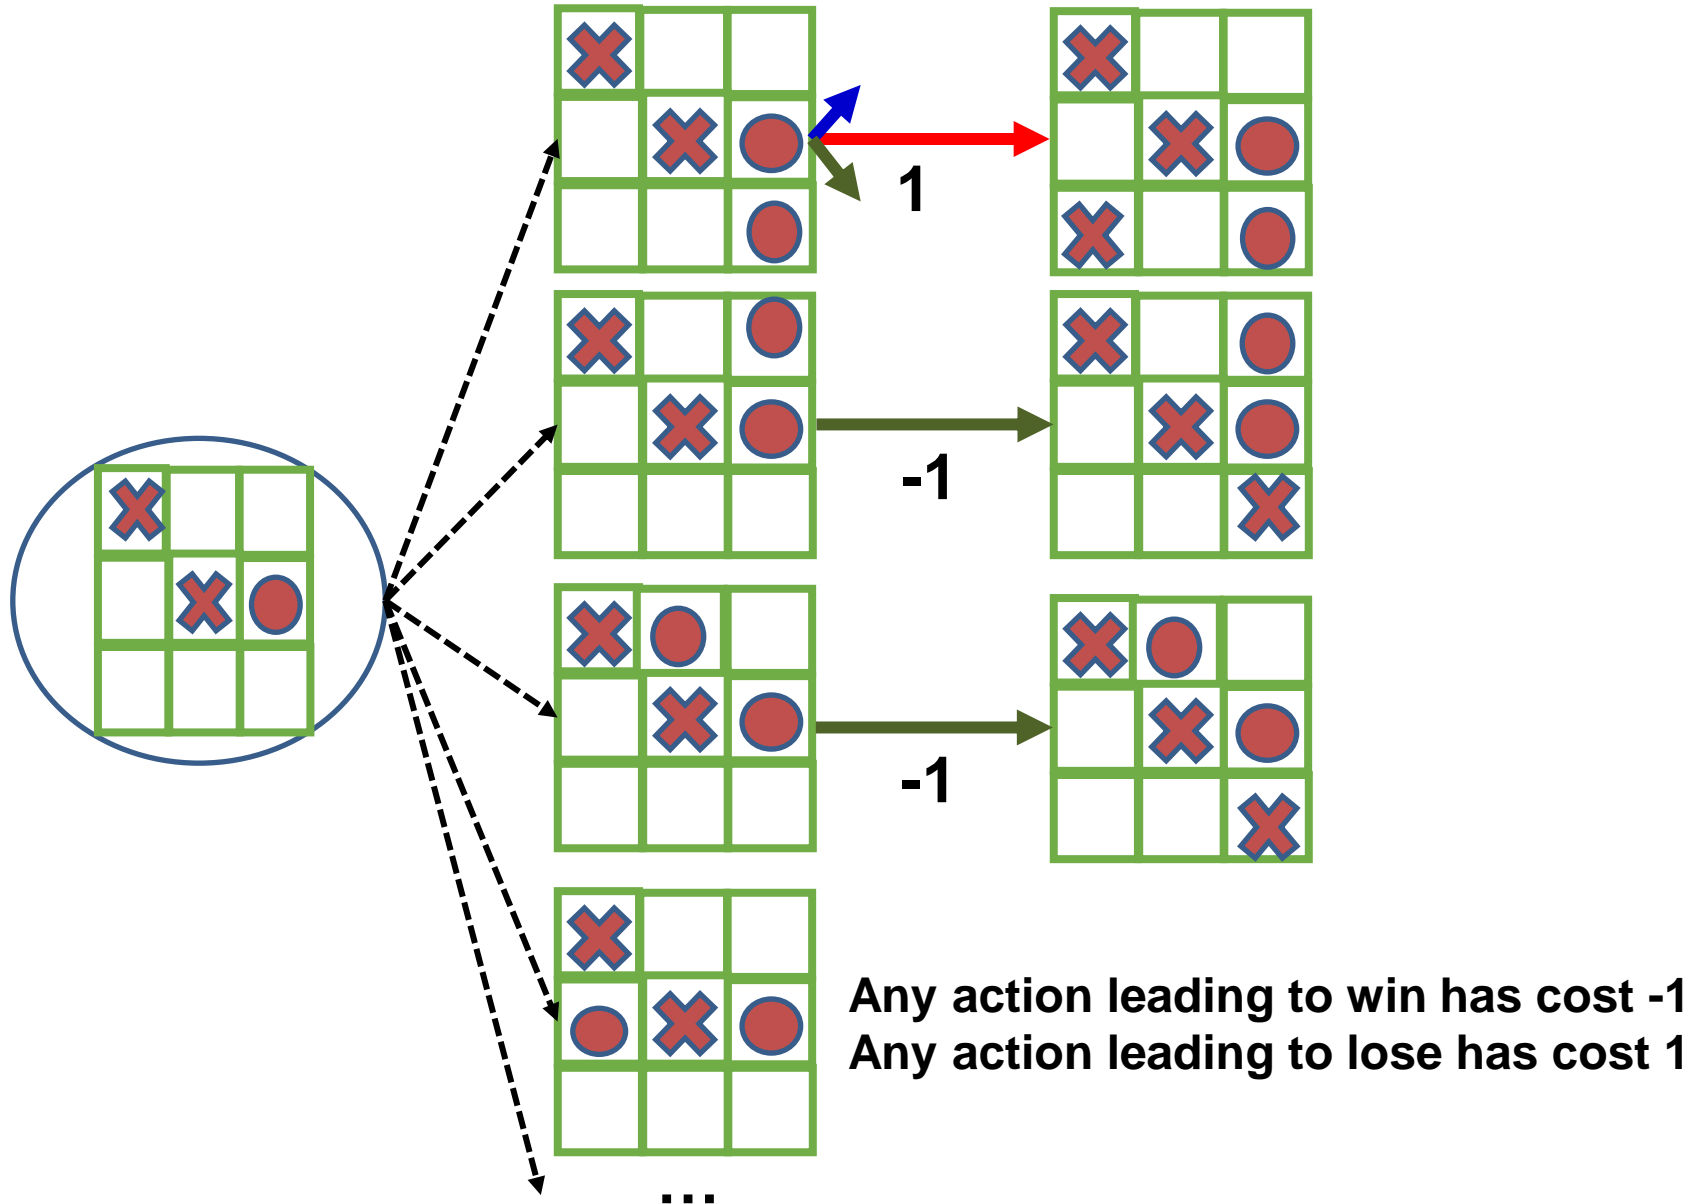 1
-1
-1
Any action leading to win has cost -1
Any action leading to lose has cost 1
...